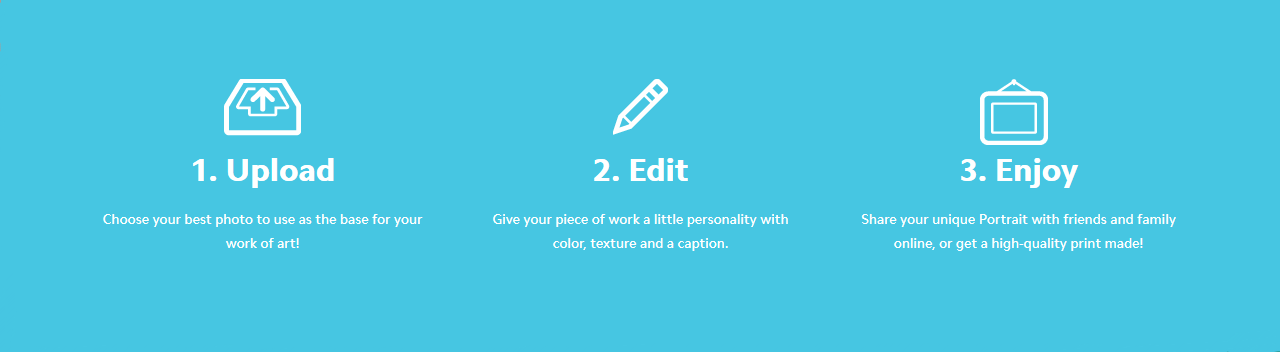 1. Upload
Choose your best photo to use as the base for your
work of art!
2. Edit
Give your piece of work a little personality with
color, texture and a caption.
3. Enjoy
Share your unique Portrait with friends and family
online, or get a high-quality print made!